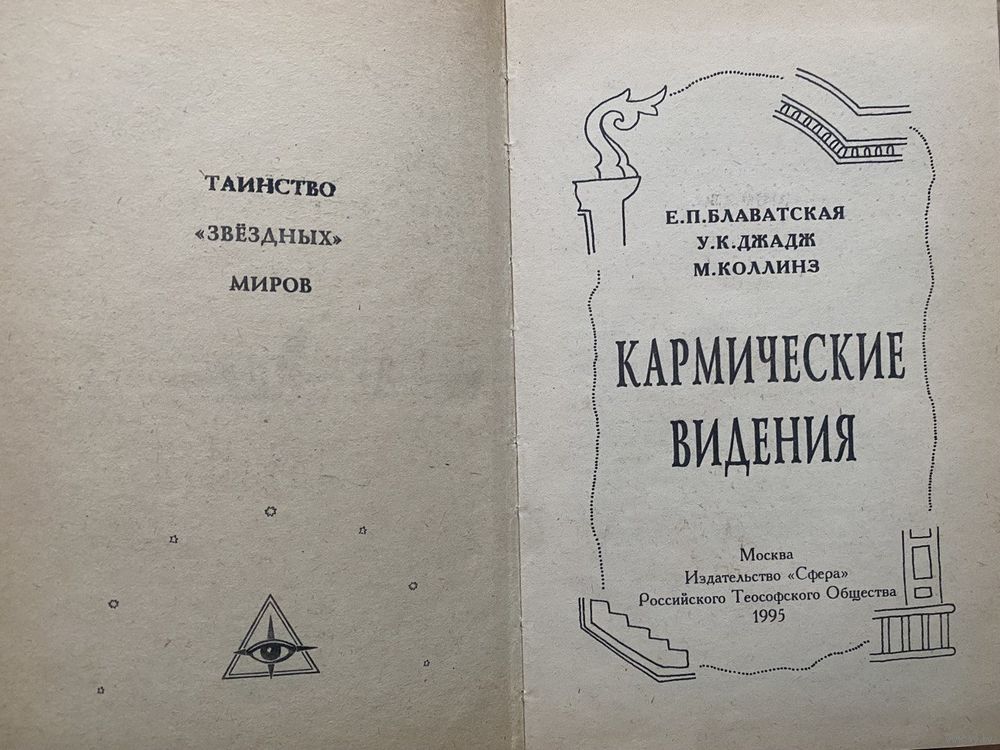 ТАИНСТВО
«ЗВЁЗДНЫХ»
МИРОВ
Е.П.БЛАВАТСКАЯ
У.К.ДЖАДЖ
М.КОЛЛИНЗ
КАРМИЧЕСКИЕ
ВИДЕНИЯ
Москва
Издательство «Сфера»
Российского Теософского Общества
1995